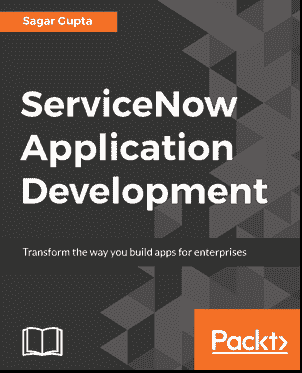 Sagar Gupta
ServiceNow
Application
Development
Transform the way you build apps for enterprises
Packt>